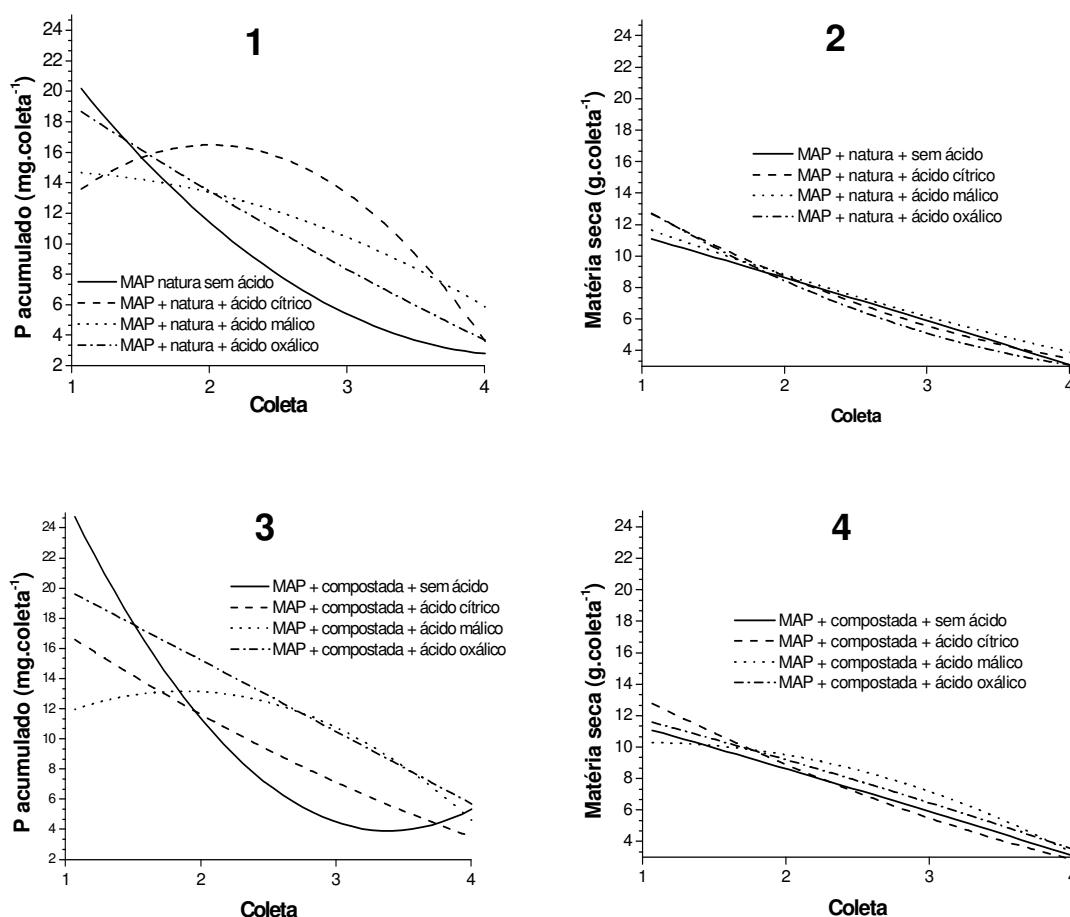 1
P acumulado (mg.coleta-1)
24
22
20
18
16
14
12
10
8
6
4
2
MAP natura sem ácido
MAP + natura + ácido cítrico
MAP + natura + ácido málico
MAP + natura + ácido oxálico
1 2 3 4
Coleta
2
Matéria seca (g.coleta-1)
24
22
20
18
16
14
12
10
8
6
4
MAP + natura + sem ácido
MAP + natura + ácido cítrico
MAP + natura + ácido málico
MAP + natura + ácido oxálico
1 2 3 4
Coleta
3
P acumulado (mg.coleta-1)
24
22
20
18
16
14
12
10
8
6
4
2
MAP + compostada + sem ácido
MAP + compostada + ácido cítrico
MAP + compostada + ácido málico
MAP + compostada + ácido oxálico
1 2 3 4
Coleta
4
Matéria seca (g.coleta-1)
24
22
20
18
16
14
12
10
8
6
4
MAP + compostada + sem ácido
MAP + compostada + ácido cítrico
MAP + compostada + ácido málico
MAP + compostada + ácido oxálico
1 2 3 4
Coleta